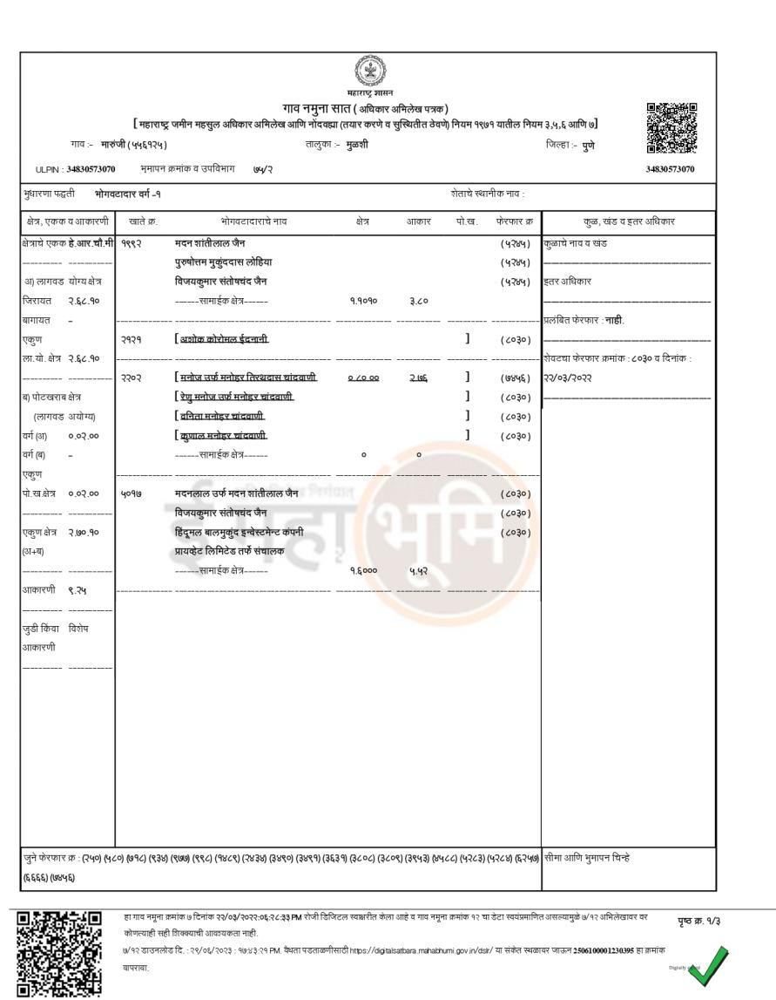 महाराष्ट्र शासन
गाव नमुना सात ( अधिकार अभिलेख पत्रक )
[ महाराष्ट्र जमीन महसुल अधिकार अभिलेख आणि नोंदवह्या (तयार करणे व सुस्थितीत ठेवणे) नियम १९७१ यातील नियम ३,५,६ आणि ७]
गाव :- मारुंजी (५५६१२५) तालुका :- मुळशी जिल्हा :- पुणे
ULPIN : 34830573070 भूमापन क्रमांक व उपविभाग ७५/२ 34830573070
भुधारणा पद्धती भोगवटादार वर्ग -१ शेताचे स्थानीक नाव :
क्षेत्र, एकक व आकारणी खाते क्र. भोगवटादाराचे नाव क्षेत्र आकार पो.ख. फेरफार क्र कुळ, खंड व इतर अधिकार
क्षेत्राचे एकक हे.आर.चौ.मी १९९२ मदन शांतीलाल जैन (५२४५) कुळाचे नाव व खंड
पुरुषोत्तम मुकुंददास लोहिया (५२४५)
अ) लागवड योग्य क्षेत्र विजयकुमार संतोषचंद जैन (५२४५) इतर अधिकार
जिरायत २.६८.१० ------सामाईक क्षेत्र------ १.१०१० ३.८०
बागायत - प्रलंबित फेरफार : नाही.
एकुण २१२१ [ अशोक कोरोमल ईदनानी ] (८०३०)
ला.यो. क्षेत्र २.६८.१० शेवटचा फेरफार क्रमांक : ८०३० व दिनांक :
२२०२ [ मनोज उर्फ मनोहर तिरथदास चांदवाणी ०.८०.०० २.७६ ] (७४५६) २२/०३/२०२२
ब) पोटखराब क्षेत्र [ रेणु मनोज उर्फ मनोहर चांदवाणी ] (८०३०)
(लागवड अयोग्य) [ वनिता मनोहर चांदवाणी ] (८०३०)
वर्ग (अ) ०.०२.०० [ कुणाल मनोहर चांदवाणी ] (८०३०)
वर्ग (ब) - ------सामाईक क्षेत्र------ ० ०
एकुण
पो.ख.क्षेत्र ०.०२.०० ५०१७ मदनलाल उर्फ मदन शांतीलाल जैन (८०३०)
विजयकुमार संतोषचंद जैन (८०३०)
एकुण क्षेत्र २.७०.१० हिंदूमल बालमुकुंद इन्वेस्टमेन्ट कंपनी (८०३०)
(अ+ब) प्रायव्हेट लिमिटेड तर्फे संचालक
------सामाईक क्षेत्र------ १.६००० ५.५२
आकारणी ९.२५
जुडी किंवा विशेष
आकारणी
ई महा भूमि
जुने फेरफार क्र : (२५०) (५८०) (७१८) (९३४) (९७७) (९९८) (१४८९) (२४३४) (३४९०) (३४९१) (३६३१) (३८०८) (३८०९) (३९५३) (४५८८) (५२८३) (५२८४) (६२५७) सीमा आणि भुमापन चिन्हे
(६६६६) (७४५६)
हा गाव नमूना क्रमांक ७ दिनांक २२/०३/२०२२:०६:२८:३३ PM रोजी डिजिटल स्वाक्षरीत केला आहे व गाव नमूना क्रमांक १२ चा डेटा स्वयंप्रमाणित असल्यामुळे ७/१२ अभिलेखावर वर
कोणत्याही सही शिक्क्याची आवश्यकता नाही. पृष्ठ क्र. १/३
७/१२ डाउनलोड दि. : २९/०६/२०२३ : १७:४३:२१ PM. वैधता पडताळणीसाठी https://digitalsatbara.mahabhumi.gov.in/dslr/ या संकेत स्थळावर जाऊन 2506100001230395 हा क्रमांक
वापरावा.